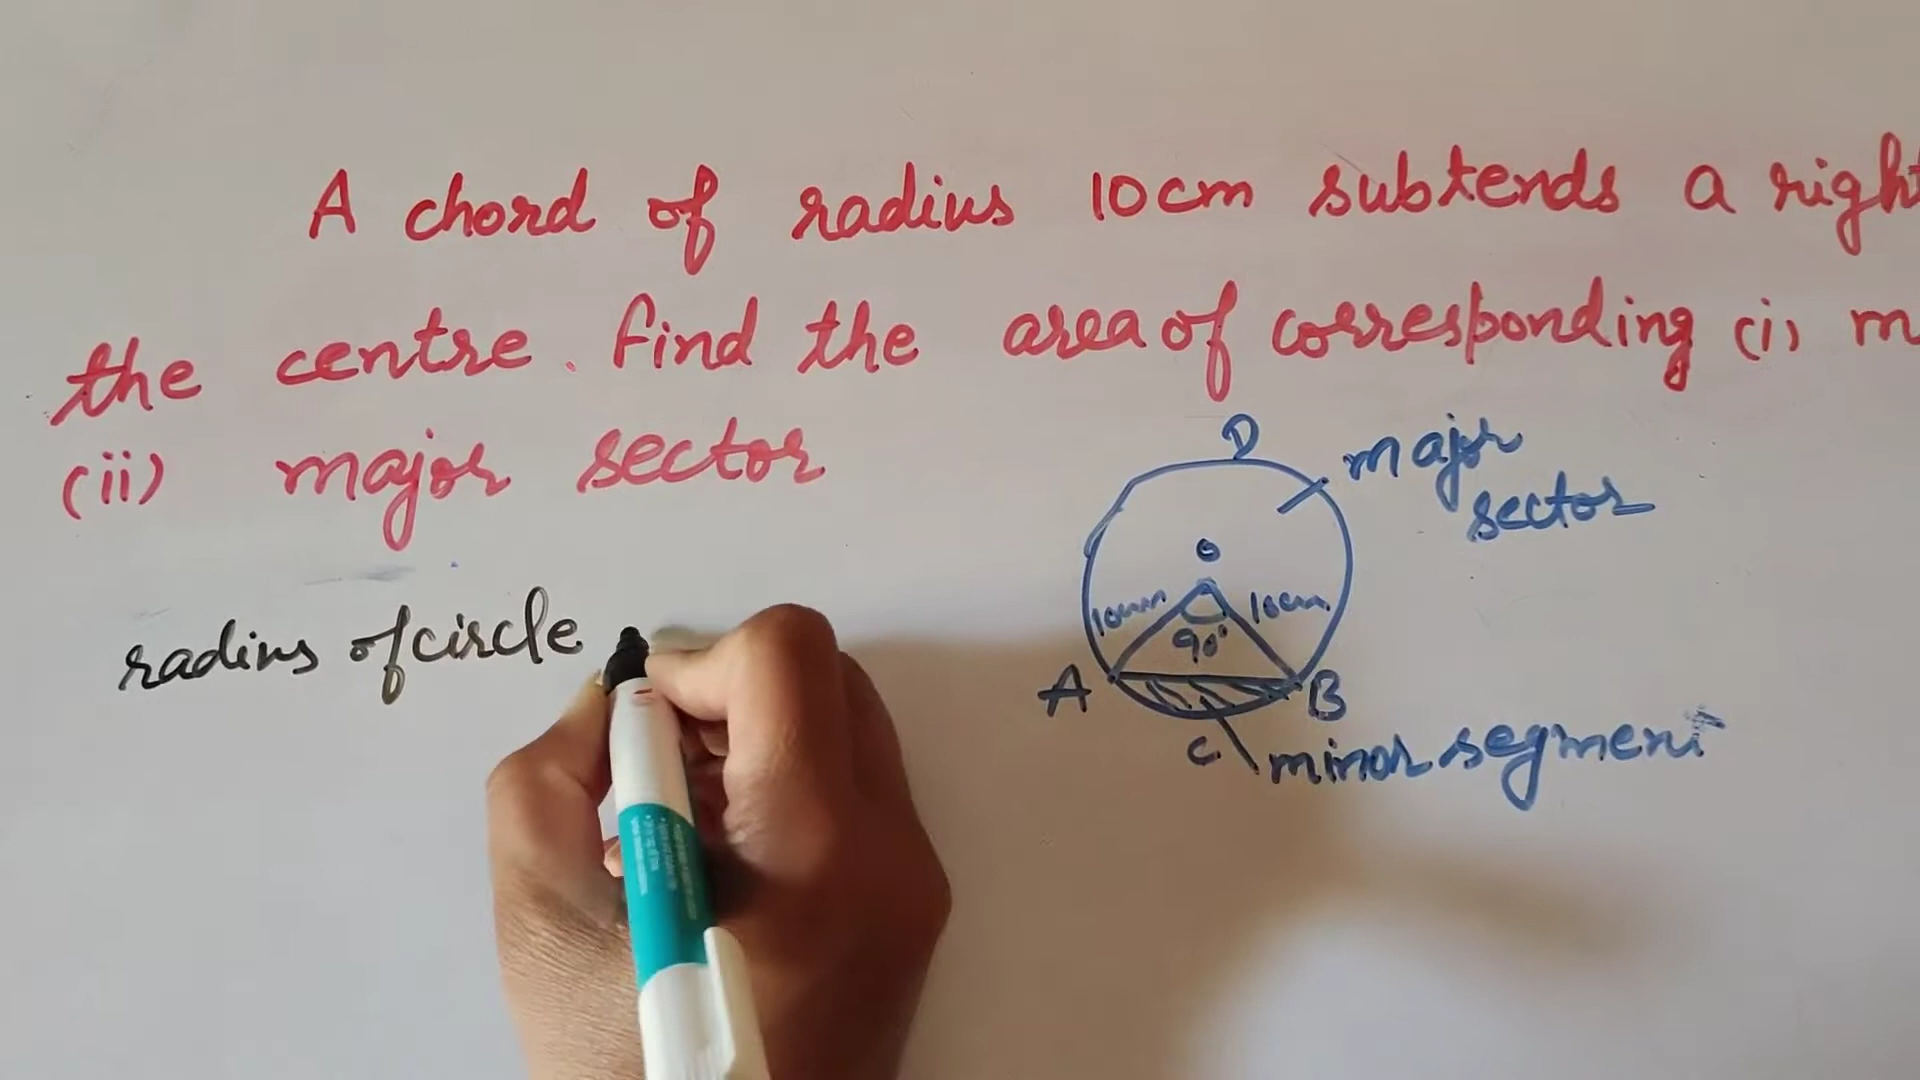 A chord of radius 10cm subtends a right
the centre. find the area of corresponding (i) m
(ii) major sector
D
major
sector
O
10cm
10cm
90°
A
B
C
minor segment
radius of circle